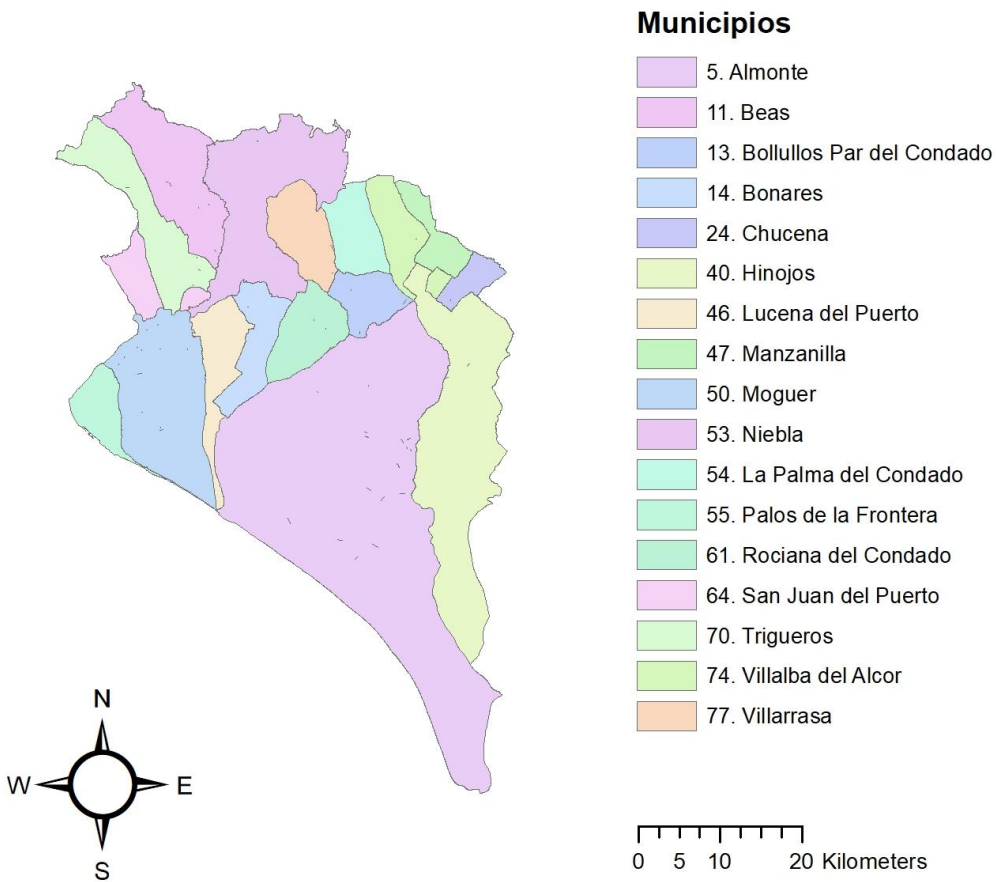 Municipios
5. Almonte
11. Beas
13. Bollullos Par del Condado
14. Bonares
24. Chucena
40. Hinojos
46. Lucena del Puerto
47. Manzanilla
50. Moguer
53. Niebla
54. La Palma del Condado
55. Palos de la Frontera
61. Rociana del Condado
64. San Juan del Puerto
70. Trigueros
74. Villalba del Alcor
77. Villarrasa
N
W E
S
0 5 10 20 Kilometers